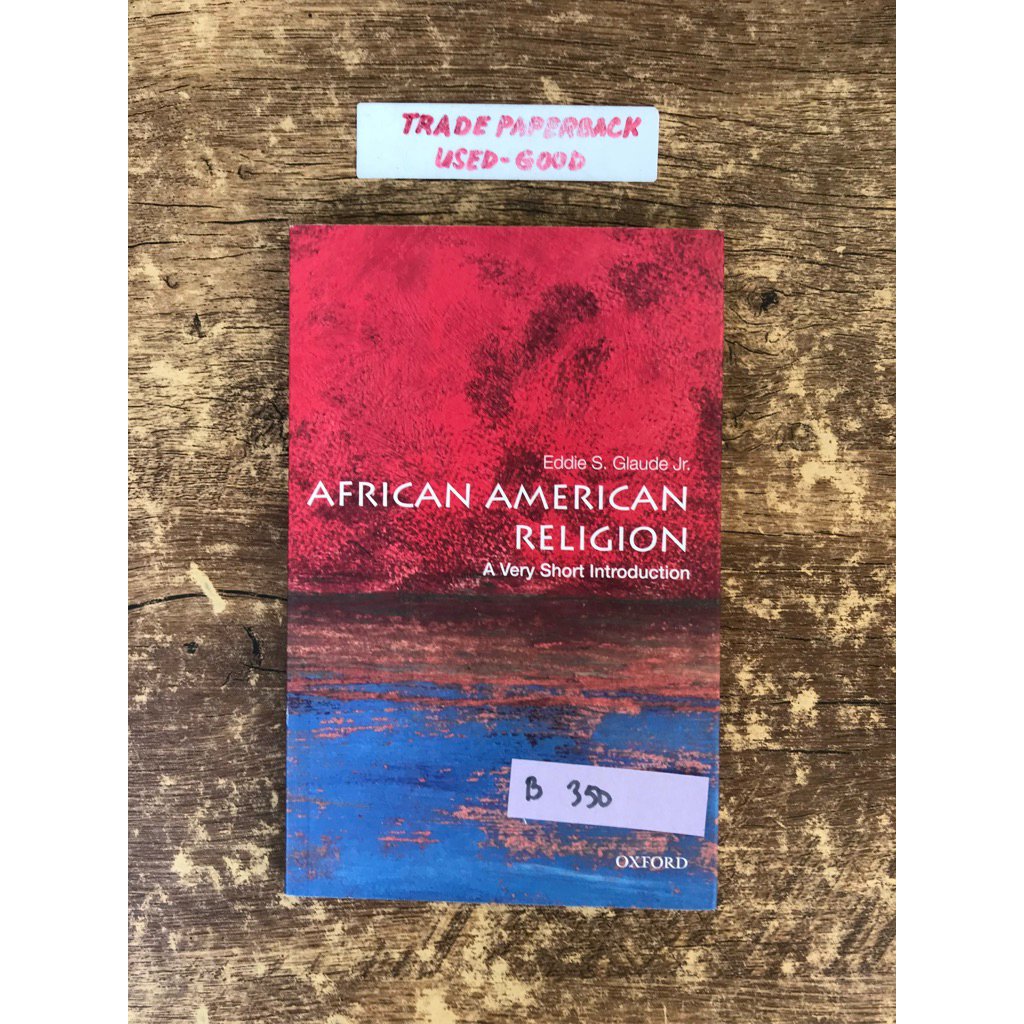 TRADE PAPERBACK
USED-GOOD
Eddie S. Glaude Jr.
AFRICAN AMERICAN
RELIGION
A Very Short Introduction
B 350
OXFORD